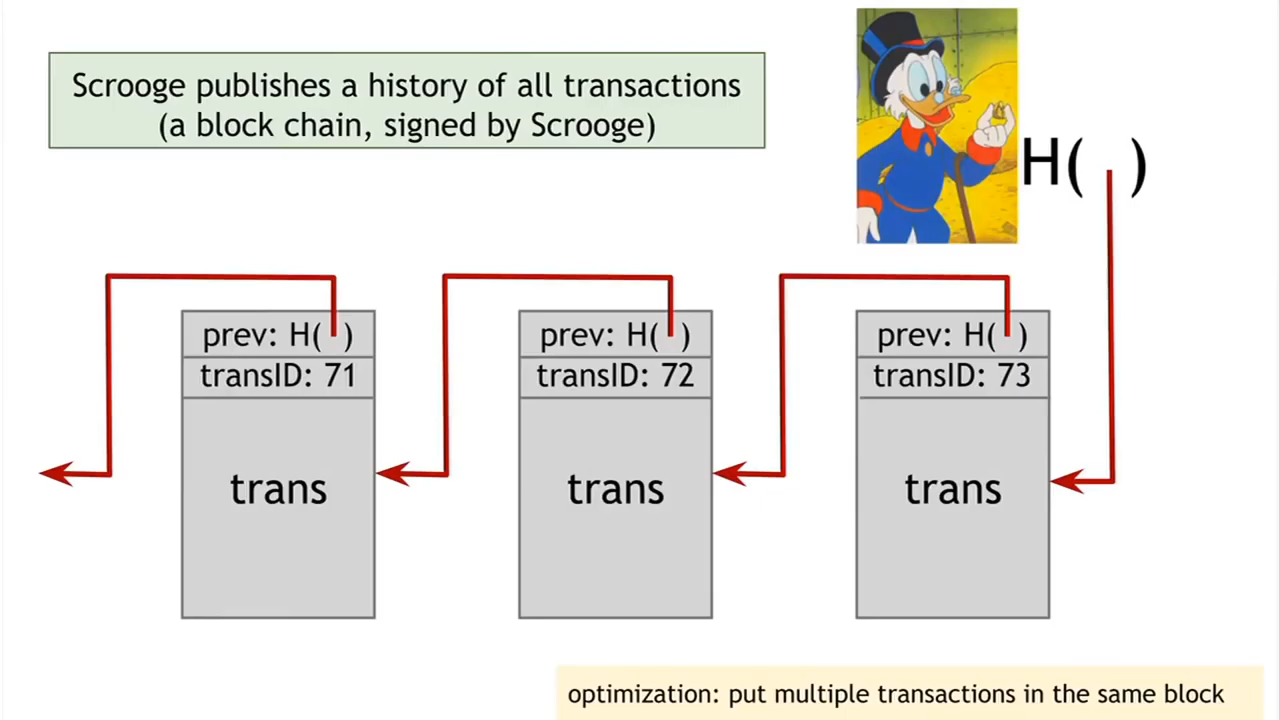 Scrooge publishes a history of all transactions
(a block chain, signed by Scrooge)
H( )
prev: H( )
transID: 71
trans
prev: H( )
transID: 72
trans
prev: H( )
transID: 73
trans
optimization: put multiple transactions in the same block